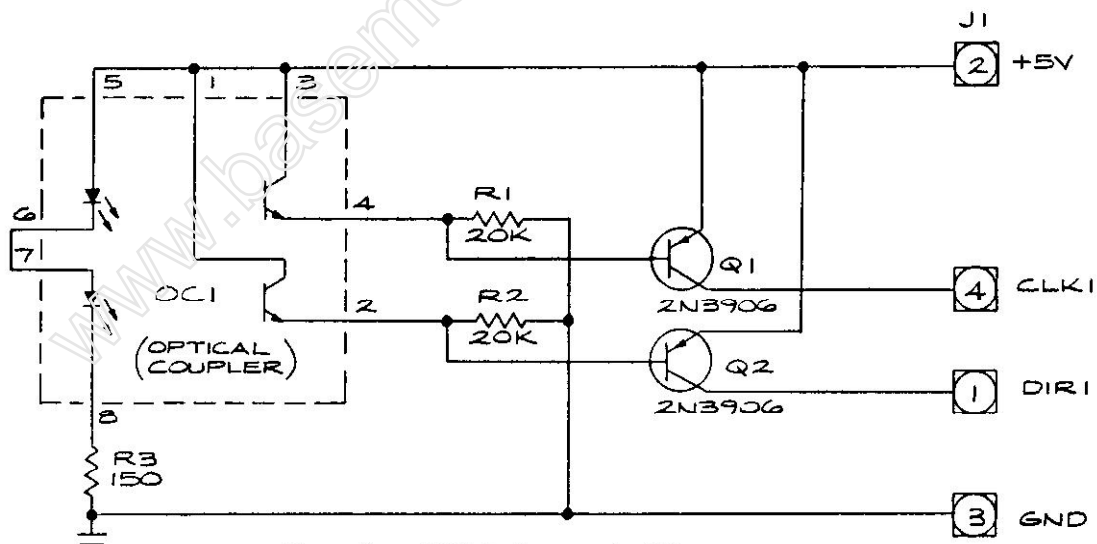 J1
2 +5V
5 1 3
6
4
R1
20K
7
Q1
2N3906
4 CLK1
OC1
2
R2
20K
(OPTICAL
COUPLER)
Q2
2N3906
1 DIR1
8
R3
150
3 GND